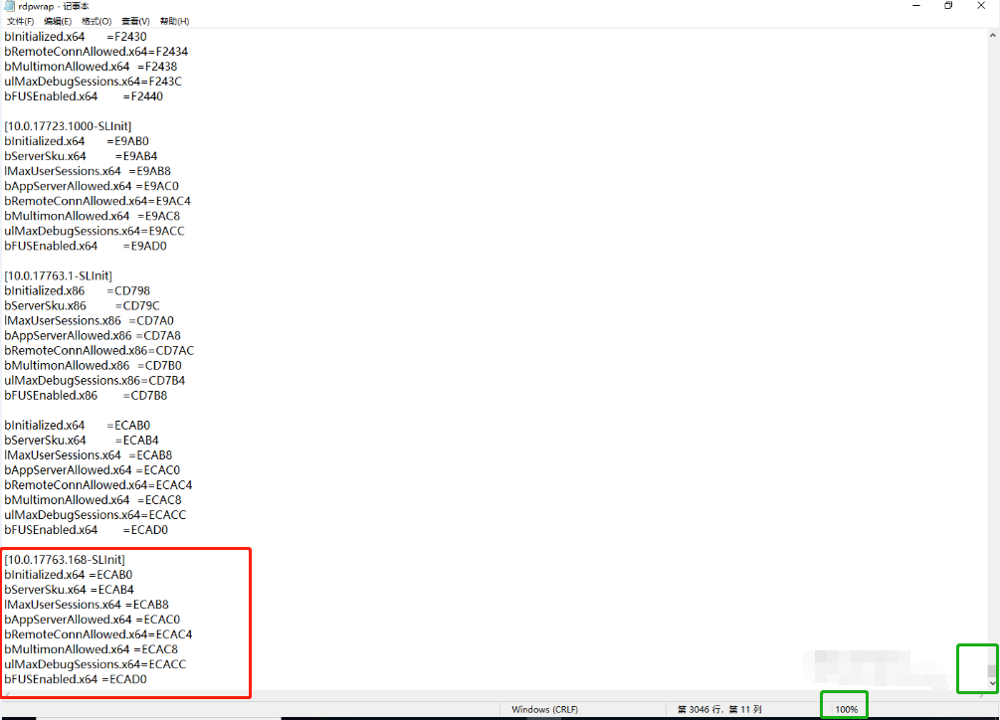 rdpwrap - 记事本
文件(F) 编辑(E) 格式(O) 查看(V) 帮助(H)
bInitialized.x64 =F2430
bRemoteConnAllowed.x64=F2434
bMultimonAllowed.x64 =F2438
ulMaxDebugSessions.x64=F243C
bFUSEnabled.x64 =F2440

[10.0.17723.1000-SLInit]
bInitialized.x64 =E9AB0
bServerSku.x64 =E9AB4
lMaxUserSessions.x64 =E9AB8
bAppServerAllowed.x64 =E9AC0
bRemoteConnAllowed.x64=E9AC4
bMultimonAllowed.x64 =E9AC8
ulMaxDebugSessions.x64=E9ACC
bFUSEnabled.x64 =E9AD0

[10.0.17763.1-SLInit]
bInitialized.x86 =CD798
bServerSku.x86 =CD79C
lMaxUserSessions.x86 =CD7A0
bAppServerAllowed.x86 =CD7A8
bRemoteConnAllowed.x86=CD7AC
bMultimonAllowed.x86 =CD7B0
ulMaxDebugSessions.x86=CD7B4
bFUSEnabled.x86 =CD7B8

bInitialized.x64 =ECAB0
bServerSku.x64 =ECAB4
lMaxUserSessions.x64 =ECAB8
bAppServerAllowed.x64 =ECAC0
bRemoteConnAllowed.x64=ECAC4
bMultimonAllowed.x64 =ECAC8
ulMaxDebugSessions.x64=ECACC
bFUSEnabled.x64 =ECAD0

[10.0.17763.168-SLInit]
bInitialized.x64 =ECAB0
bServerSku.x64 =ECAB4
lMaxUserSessions.x64 =ECAB8
bAppServerAllowed.x64 =ECAC0
bRemoteConnAllowed.x64=ECAC4
bMultimonAllowed.x64 =ECAC8
ulMaxDebugSessions.x64=ECACC
bFUSEnabled.x64 =ECAD0
Windows (CRLF) 第 3046 行，第 11 列 100%